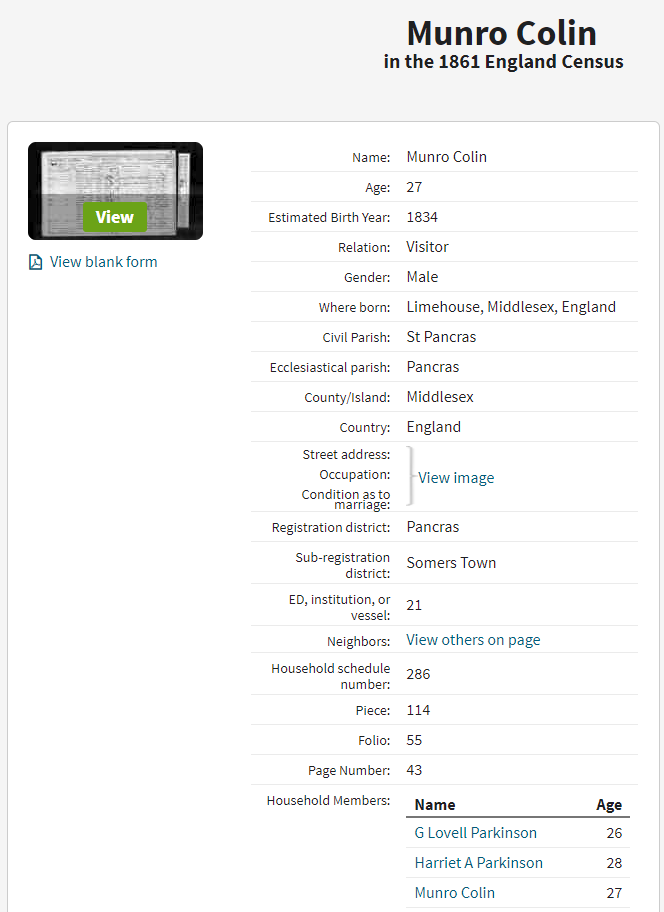 Munro Colin
in the 1861 England Census
View
View blank form
Name: Munro Colin
Age: 27
Estimated Birth Year: 1834
Relation: Visitor
Gender: Male
Where born: Limehouse, Middlesex, England
Civil Parish: St Pancras
Ecclesiastical parish: Pancras
County/Island: Middlesex
Country: England
Street address:
Occupation:
Condition as to
marriage:
View image
Registration district: Pancras
Sub-registration
district: Somers Town
ED, institution, or
vessel: 21
Neighbors: View others on page
Household schedule
number: 286
Piece: 114
Folio: 55
Page Number: 43
Household Members: Name Age
G Lovell Parkinson 26
Harriet A Parkinson 28
Munro Colin 27